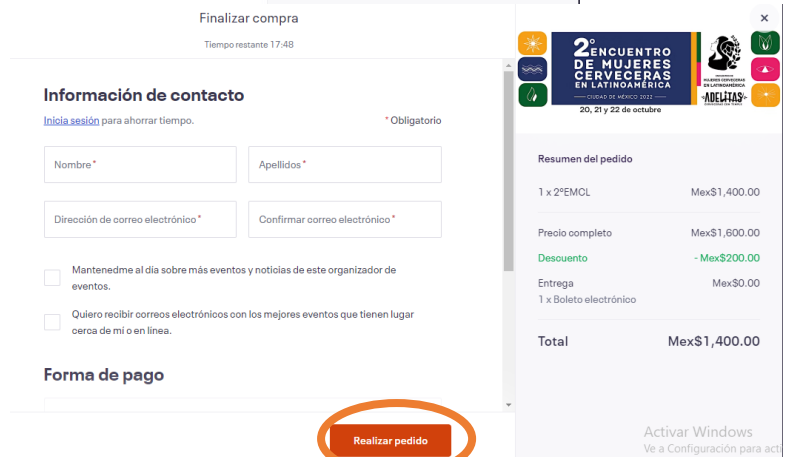 Finalizar compra
Tiempo restante 17:48
Información de contacto
Inicia sesión para ahorrar tiempo.
* Obligatorio
Nombre*
Apellidos*
Dirección de correo electrónico*
Confirmar correo electrónico*
Mantenedme al día sobre más eventos y noticias de este organizador de
eventos.
Quiero recibir correos electrónicos con los mejores eventos que tienen lugar
cerca de mí o en línea.
Forma de pago
Realizar pedido
×
2° ENCUENTRO
DE MUJERES
CERVECERAS
EN LATINOAMÉRICA
CIUDAD DE MÉXICO 2022
20, 21 y 22 de octubre
MUJERES CERVECERAS
EN LATINOAMÉRICA
ADELITAS
Resumen del pedido
1 x 2°EMCL Mex$1,400.00
Precio completo Mex$1,600.00
Descuento - Mex$200.00
Entrega Mex$0.00
1 x Boleto electrónico
Total Mex$1,400.00
Activar Windows
Ve a Configuración para acti